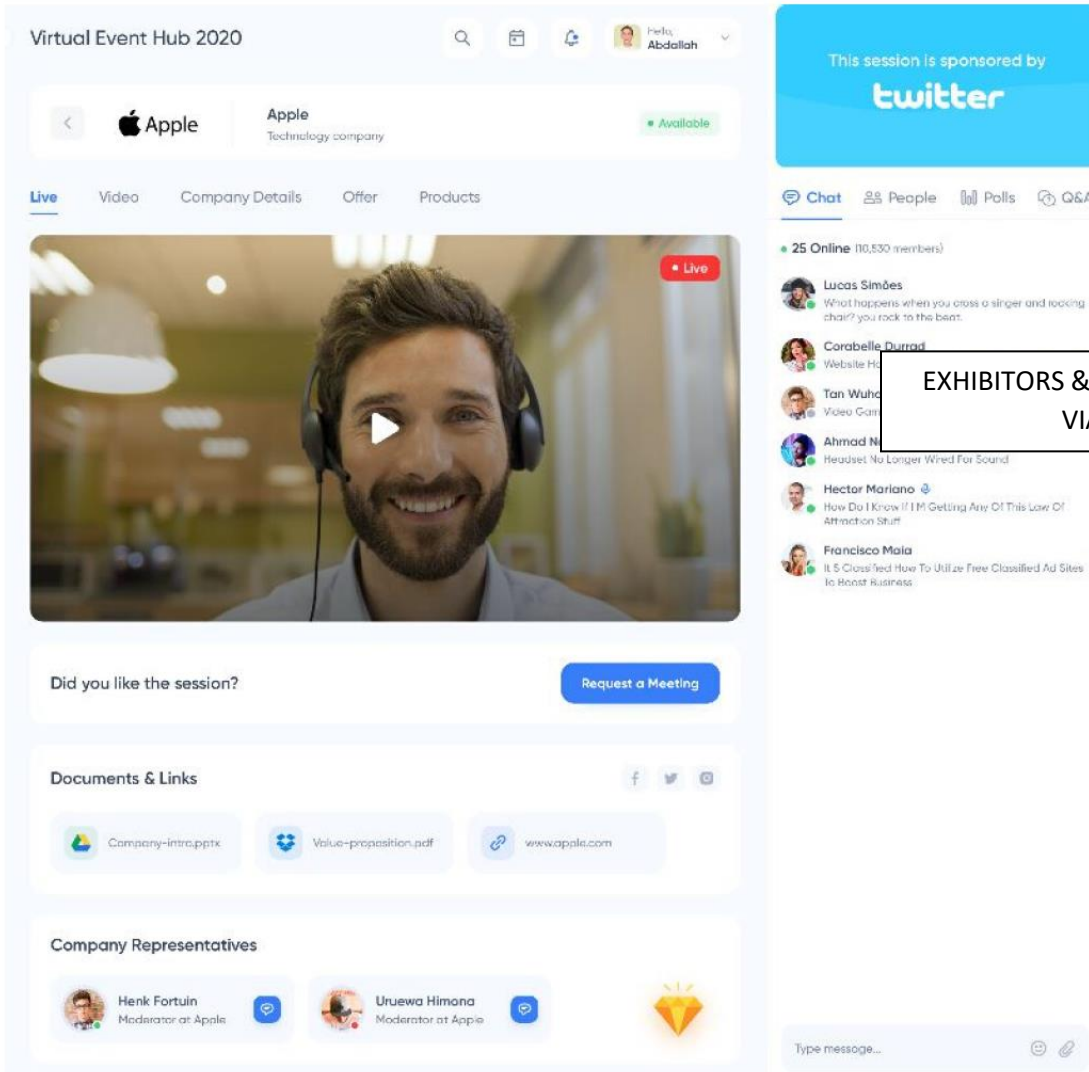 Virtual Event Hub 2020
Hello,
Abdallah
Apple
Apple
Technology company
Available
Live
Video
Company Details
Offer
Products
Live
Did you like the session?
Request a Meeting
Documents & Links
Company-intro.pptx
Value-proposition.pdf
www.apple.com
Company Representatives
Henk Fortuin
Moderator at Apple
Uruewa Himona
Moderator at Apple
This session is sponsored by
twitter
Chat
People
Polls
Q&A
25 Online (10,530 members)
Lucas Simões
What happens when you cross a singer and rocking
chair? you rock to the beat.
Corabelle Durrad
Website
Tan
Video
EXHIBITORS &
Ahmad
Headset No Longer Wired For Sound
Hector Mariano
How Do I Know If I M Getting Any Of This Law Of
Attraction Stuff
Francisco Maia
It S Classified How To Utilize Free Classified Ad Sites
To Boost Business
Type message...